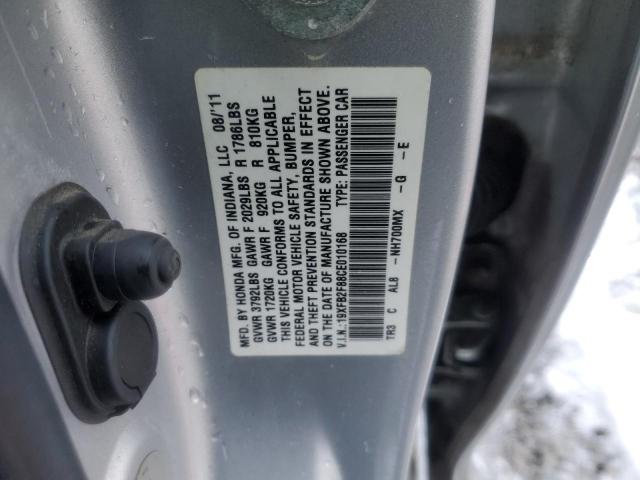 MFD. BY HONDA MFG. OF INDIANA, LLC 08/'11
GVWR 3792LBS GAWR F 2029LBS R 1786LBS
GVWR 1720KG GAWR F 920KG R 810KG
THIS VEHICLE CONFORMS TO ALL APPLICABLE
FEDERAL MOTOR VEHICLE SAFETY, BUMPER,
AND THEFT PREVENTION STANDARDS IN EFFECT
ON THE DATE OF MANUFACTURE SHOWN ABOVE.
V.I.N.:19XFB2F88CE010168 TYPE: PASSENGER CAR
TR3 C AL8 -NH700MX -G -E